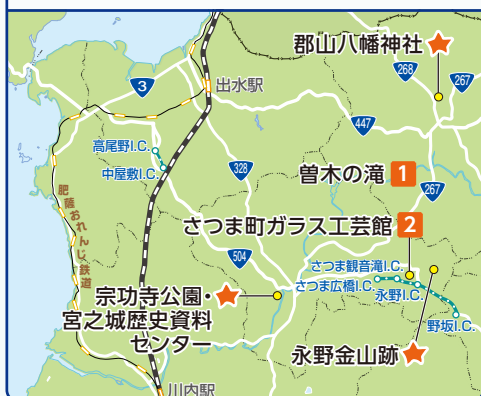 郡山八幡神社
268
267
3
出水駅
447
高尾野I.C.
中屋敷I.C.
328
曽木の滝 1
267
肥薩おれんじ鉄道
さつま町ガラス工芸館 2
504
さつま観音滝I.C.
さつま広橋I.C.
永野I.C.
宗功寺公園・
宮之城歴史資料
センター
野坂I.C.
永野金山跡
川内駅